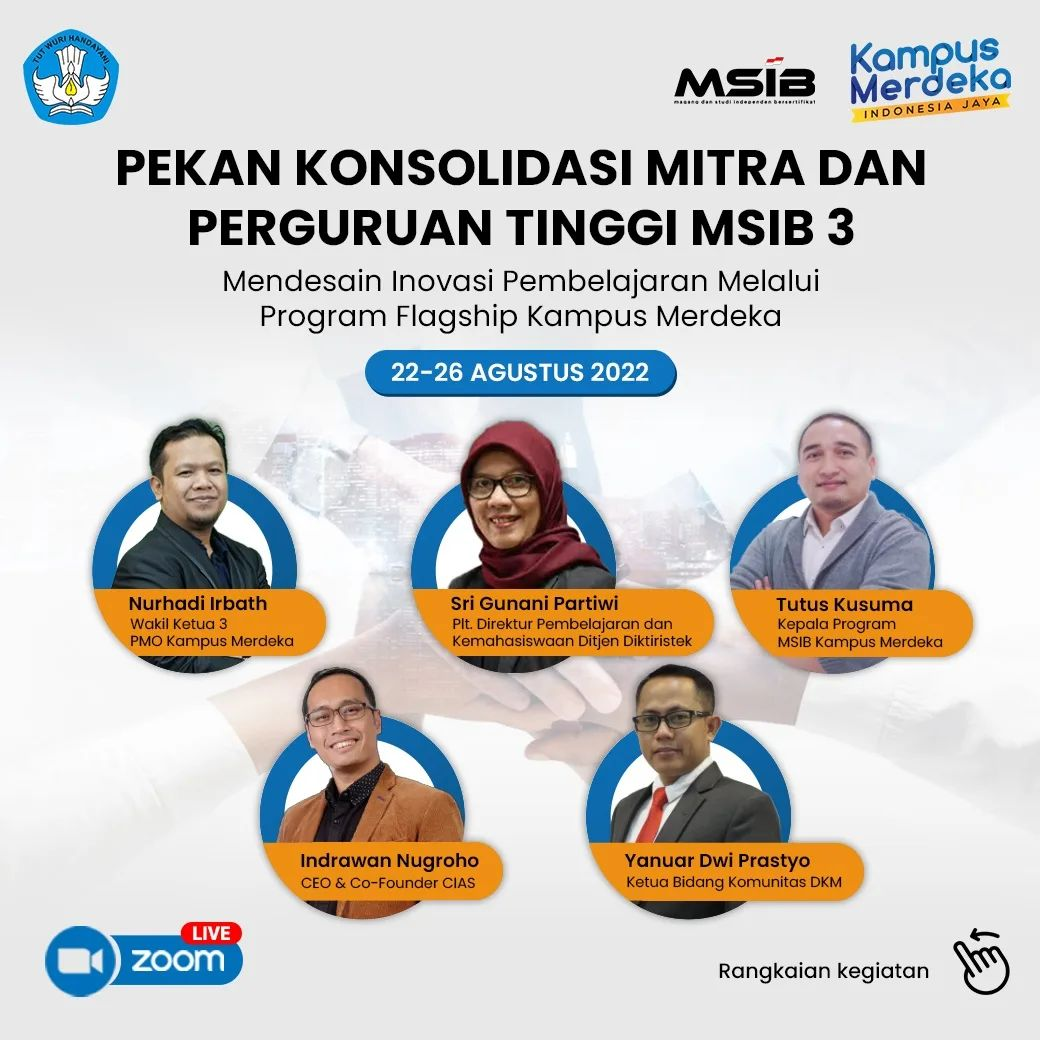 TUT WURI HANDAYANI
MSIB
magang dan studi independen bersertifikat
Kampus
Merdeka
INDONESIA JAYA
PEKAN KONSOLIDASI MITRA DAN
PERGURUAN TINGGI MSIB 3
Mendesain Inovasi Pembelajaran Melalui
Program Flagship Kampus Merdeka
22-26 AGUSTUS 2022
Nurhadi Irbath
Wakil Ketua 3
PMO Kampus Merdeka
Sri Gunani Partiwi
Plt. Direktur Pembelajaran dan
Kemahasiswaan Ditjen Diktiristek
Tutus Kusuma
Kepala Program
MSIB Kampus Merdeka
Indrawan Nugroho
CEO & Co-Founder CIAS
Yanuar Dwi Prastyo
Ketua Bidang Komunitas DKM
LIVE
zoom
Rangkaian kegiatan